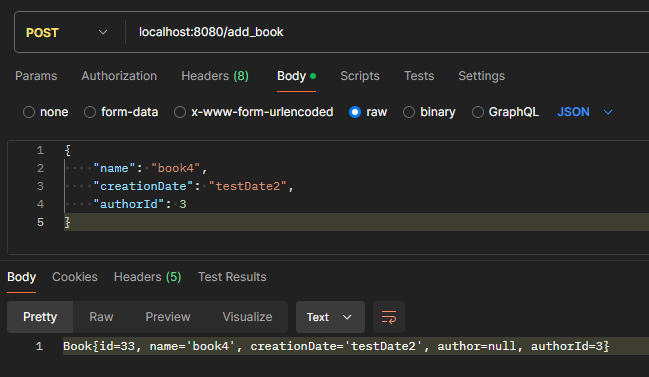 POST localhost:8080/add_book
Params Authorization Headers (8) Body Scripts Tests Settings
none form-data x-www-form-urlencoded raw binary GraphQL JSON
1 {
2 "name": "book4",
3 "creationDate": "testDate2",
4 "authorId": 3
5 }
Body Cookies Headers (5) Test Results
Pretty Raw Preview Visualize Text
1 Book{id=33, name='book4', creationDate='testDate2', author=null, authorId=3}